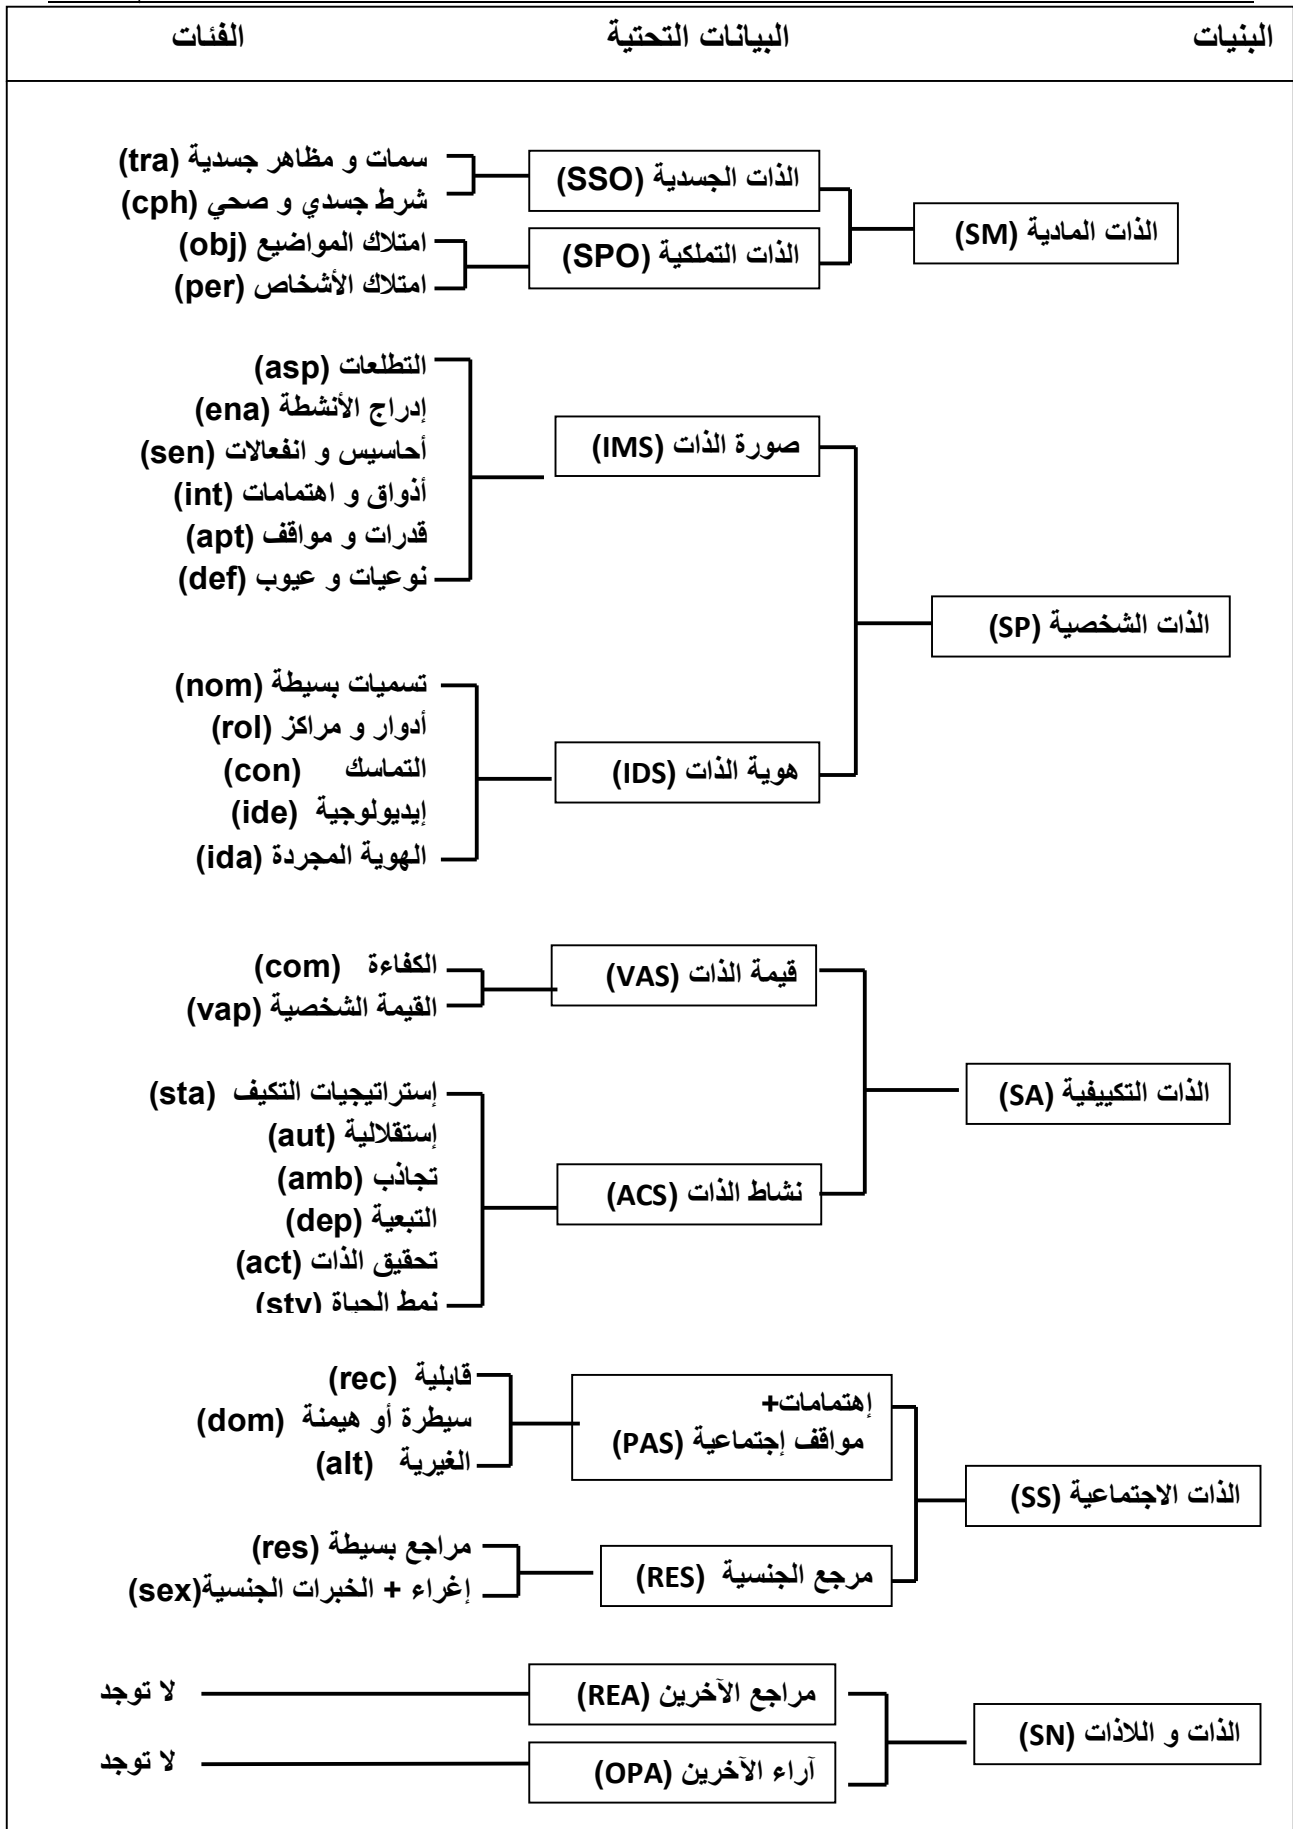 البنيات البيانات التحتية الفئات
الذات المادية (SM)
الذات الجسدية (SSO)
سمات و مظاهر جسدية (tra)
شرط جسدي و صحي (cph)
الذات التملكية (SPO)
امتلاك المواضيع (obj)
امتلاك الأشخاص (per)
الذات الشخصية (SP)
صورة الذات (IMS)
التطلعات (asp)
إدراج الأنشطة (ena)
أحاسيس و انفعالات (sen)
أذواق و اهتمامات (int)
قدرات و مواقف (apt)
نوعيات و عيوب (def)
هوية الذات (IDS)
تسميات بسيطة (nom)
أدوار و مراكز (rol)
التماسك (con)
إيديولوجية (ide)
الهوية المجردة (ida)
الذات التكييفية (SA)
قيمة الذات (VAS)
الكفاءة (com)
القيمة الشخصية (vap)
نشاط الذات (ACS)
إستراتيجيات التكيف (sta)
إستقلالية (aut)
تجاذب (amb)
التبعية (dep)
تحقيق الذات (act)
نمط الحياة (sty)
الذات الاجتماعية (SS)
إهتمامات+
مواقف إجتماعية (PAS)
قابلية (rec)
سيطرة أو هيمنة (dom)
الغيرية (alt)
مرجع الجنسية (RES)
مراجع بسيطة (res)
إغراء + الخبرات الجنسية(sex)
الذات و اللاذات (SN)
مراجع الآخرين (REA)
لا توجد
آراء الآخرين (OPA)
لا توجد